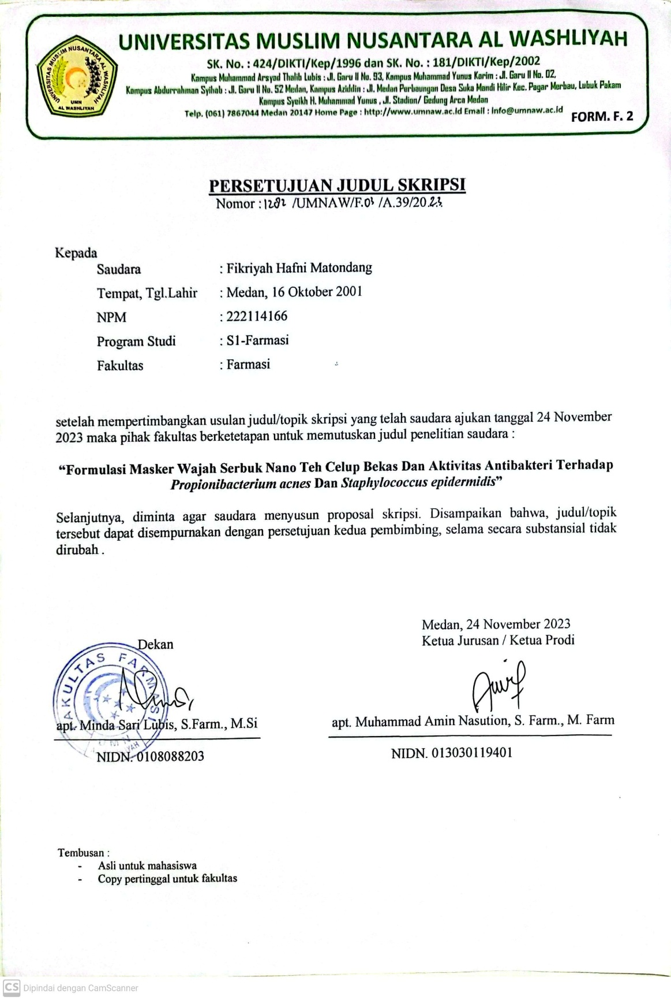 UNIVERSITAS MUSLIM NUSANTARA AL WASHLIYAH
UMN
AL WASHLIYAH
UNIVERSITAS MUSLIM NUSANTARA AL WASHLIYAH
SK. No. : 424/DIKTI/Kep/1996 dan SK. No. : 181/DIKTI/Kep/2002
Kampus Muhammad Arsyad Thalib Lubis : Jl. Garu II No. 93, Kampus Muhammad Yunus Karim : Jl. Garu II No. 02,
Kampus Abdurrahman Syihab : Jl. Garu II No. 52 Medan, Kampus Aziddin : Jl. Medan Perbaungan Desa Suka Mandi Hilir Kec. Pagar Merbau, Lubuk Pakam
Kampus Syeikh H. Muhammad Yunus , Jl. Stadion/ Gedung Arca Medan
Telp. (061) 7867044 Medan 20147 Home Page : http://www.umnaw.ac.id Email : info@umnaw.ac.id
FORM. F. 2
PERSETUJUAN JUDUL SKRIPSI
Nomor : 1282 /UMNAW/F.03 /A.39/2023
Kepada
Saudara : Fikriyah Hafni Matondang
Tempat, Tgl.Lahir : Medan, 16 Oktober 2001
NPM : 222114166
Program Studi : S1-Farmasi
Fakultas : Farmasi
setelah mempertimbangkan usulan judul/topik skripsi yang telah saudara ajukan tanggal 24 November
2023 maka pihak fakultas berketetapan untuk memutuskan judul penelitian saudara :
“Formulasi Masker Wajah Serbuk Nano Teh Celup Bekas Dan Aktivitas Antibakteri Terhadap
Propionibacterium acnes Dan Staphylococcus epidermidis”
Selanjutnya, diminta agar saudara menyusun proposal skripsi. Disampaikan bahwa, judul/topik
tersebut dapat disempurnakan dengan persetujuan kedua pembimbing, selama secara substansial tidak
dirubah .
Medan, 24 November 2023
Dekan
Ketua Jurusan / Ketua Prodi
FAKULTAS FARMASI
UMN
apt. Minda Sari Lubis, S.Farm., M.Si
NIDN. 0108088203
apt. Muhammad Amin Nasution, S. Farm., M. Farm
NIDN. 013030119401
Tembusan :
- Asli untuk mahasiswa
- Copy pertinggal untuk fakultas
CS Dipindai dengan CamScanner